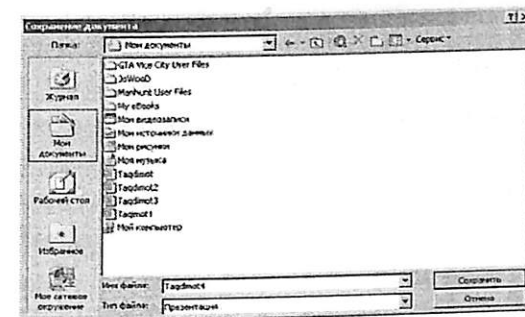 Сохранение документа
Папка: Мои документы Сервис
GTA Vice City User Files
JoWooD
Manhunt User Files
My eBooks
Мои видеозаписи
Мои источники данных
Мои рисунки
Моя музыка
Taqdimot
Taqdimot2
Taqdimot3
Taqmot1
Мой компьютер
Журнал
Мои
документы
Рабочий стол
Избранное
Мое сетевое
окружение
Имя файла: Taqdimot4 Сохранить
Тип файла: Презентация Отмена